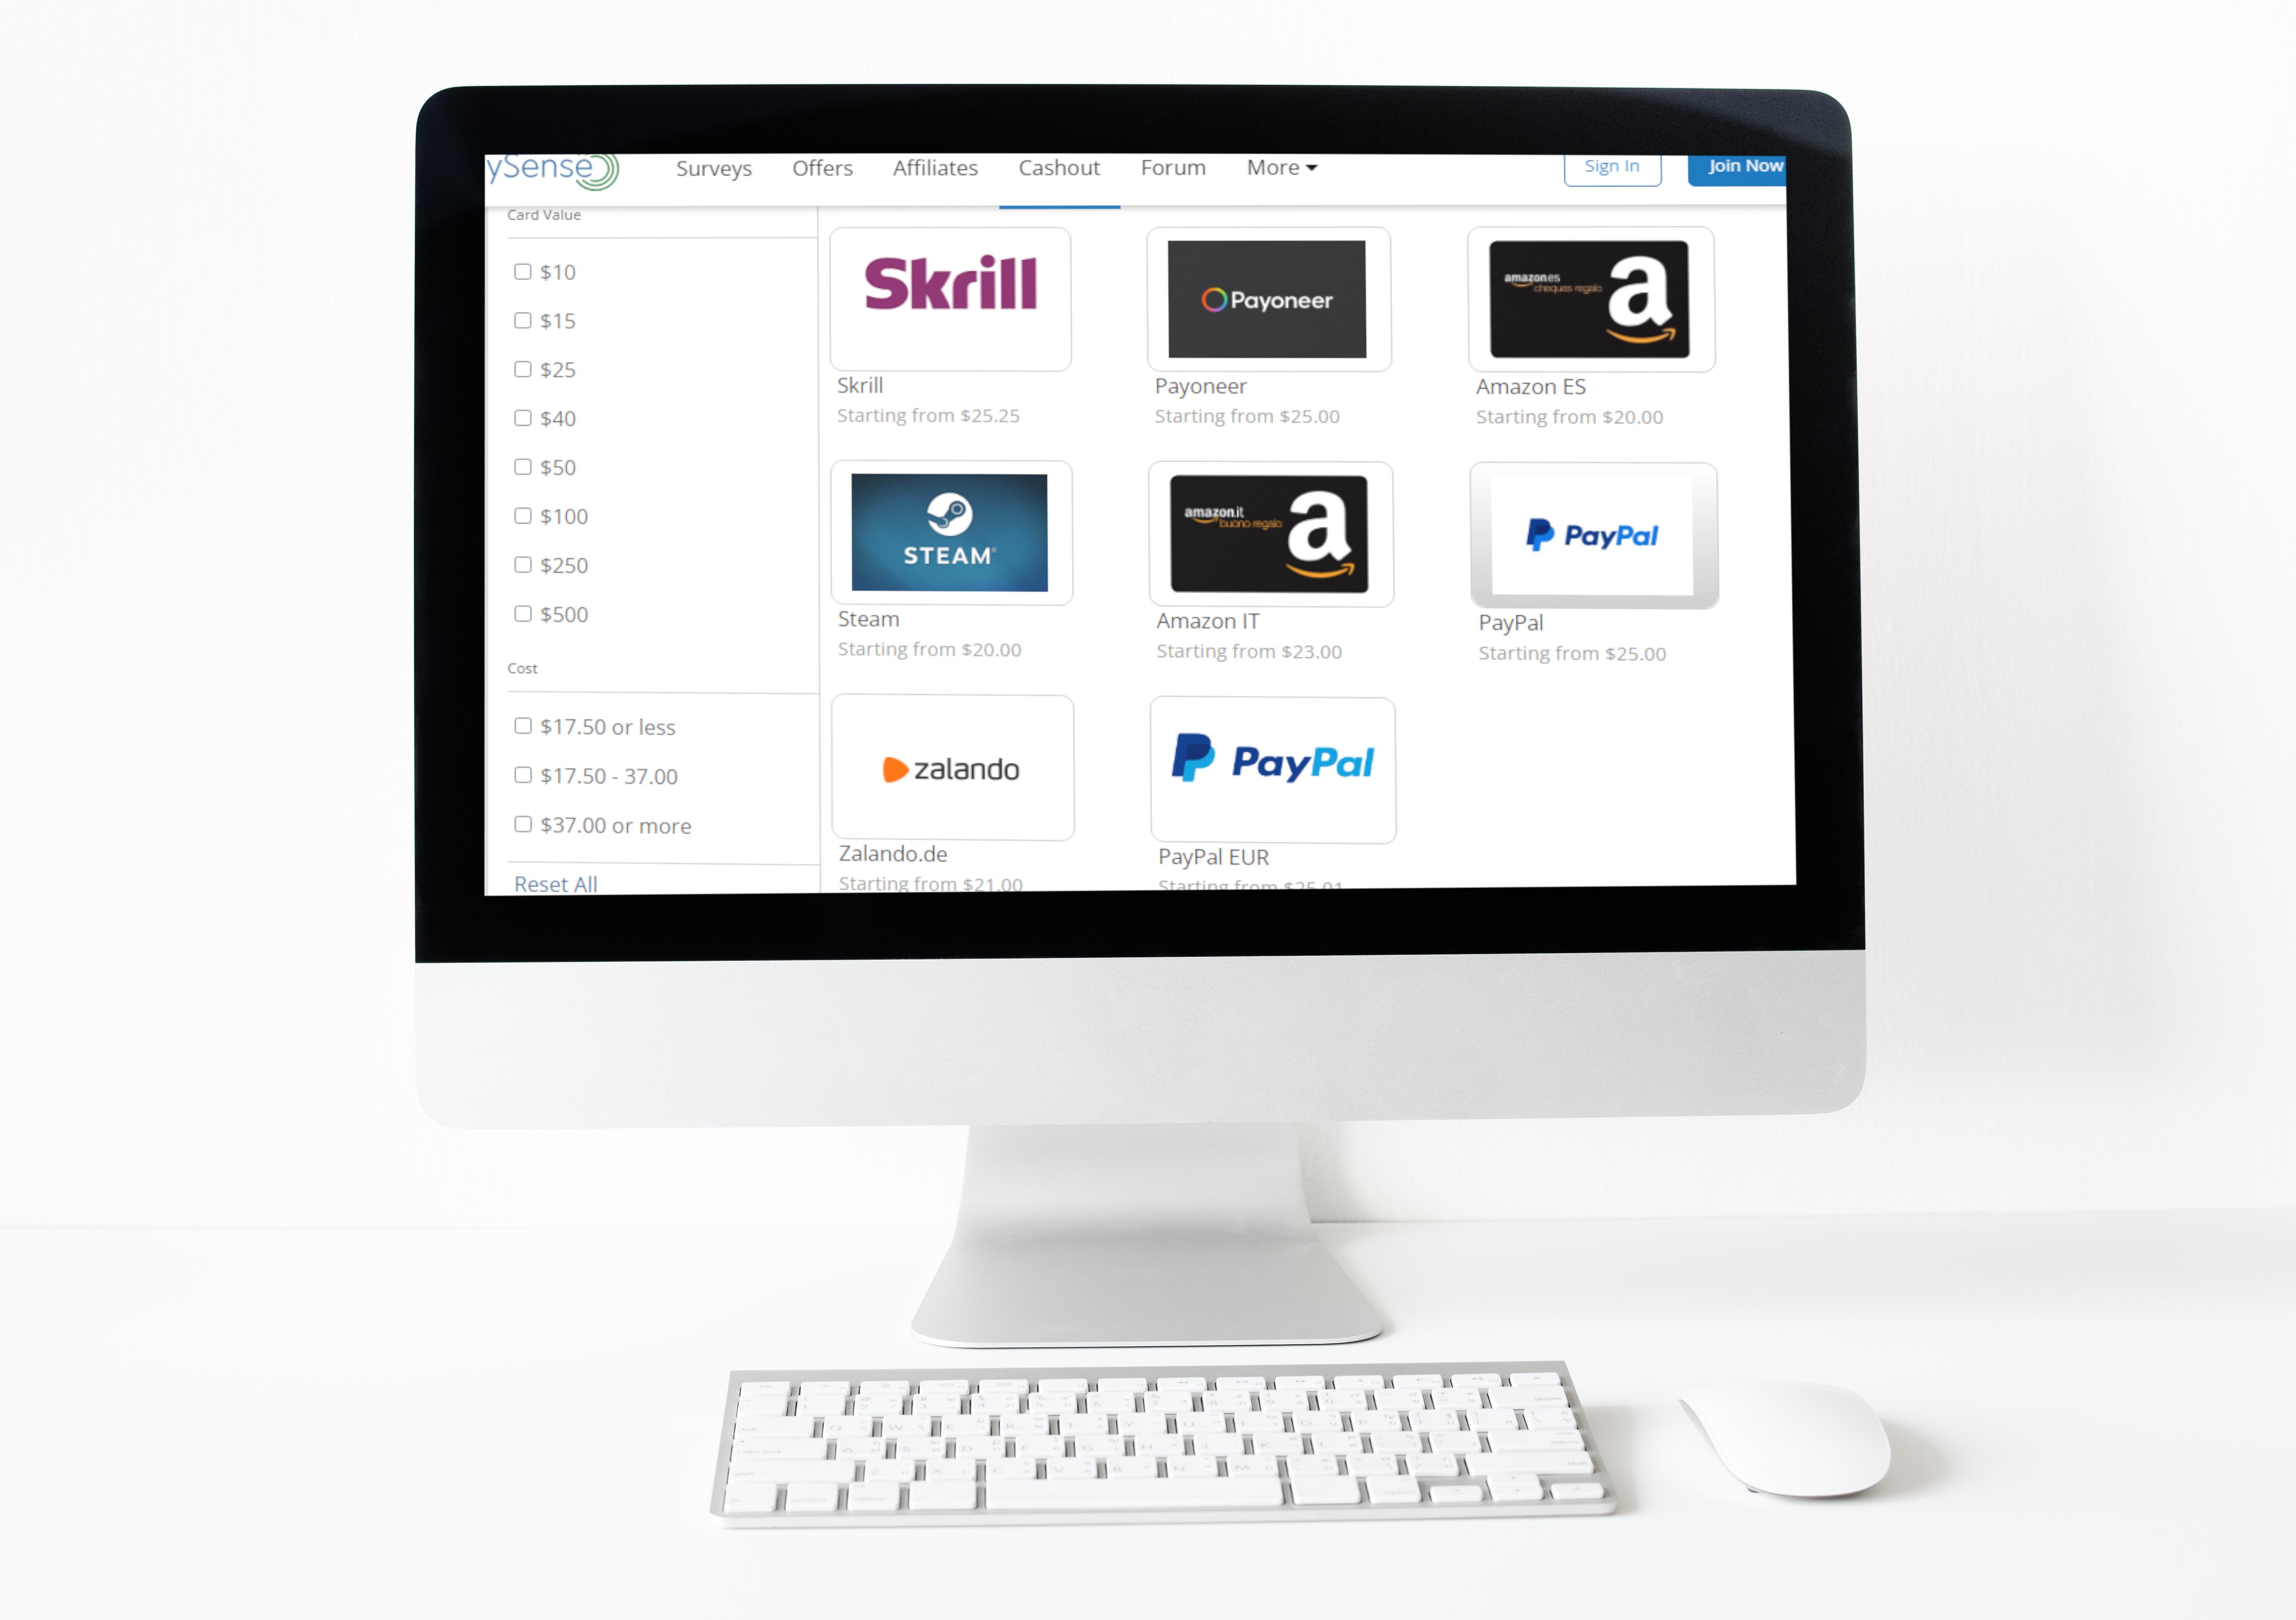 ySense
Surveys Offers Affiliates Cashout Forum More
Sign In
Join Now
Card Value
$10
$15
$25
$40
$50
$100
$250
$500
Cost
$17.50 or less
$17.50 - 37.00
$37.00 or more
Reset All
Skrill
Skrill
Starting from $25.25
Payoneer
Payoneer
Starting from $25.00
amazon.es
cheques regalo
a
Amazon ES
Starting from $20.00
STEAM®
Steam
Starting from $20.00
amazon.it
buono regalo
a
Amazon IT
Starting from $23.00
PayPal
PayPal
Starting from $25.00
zalando
Zalando.de
Starting from $21.00
PayPal
PayPal EUR
Starting from $25.01